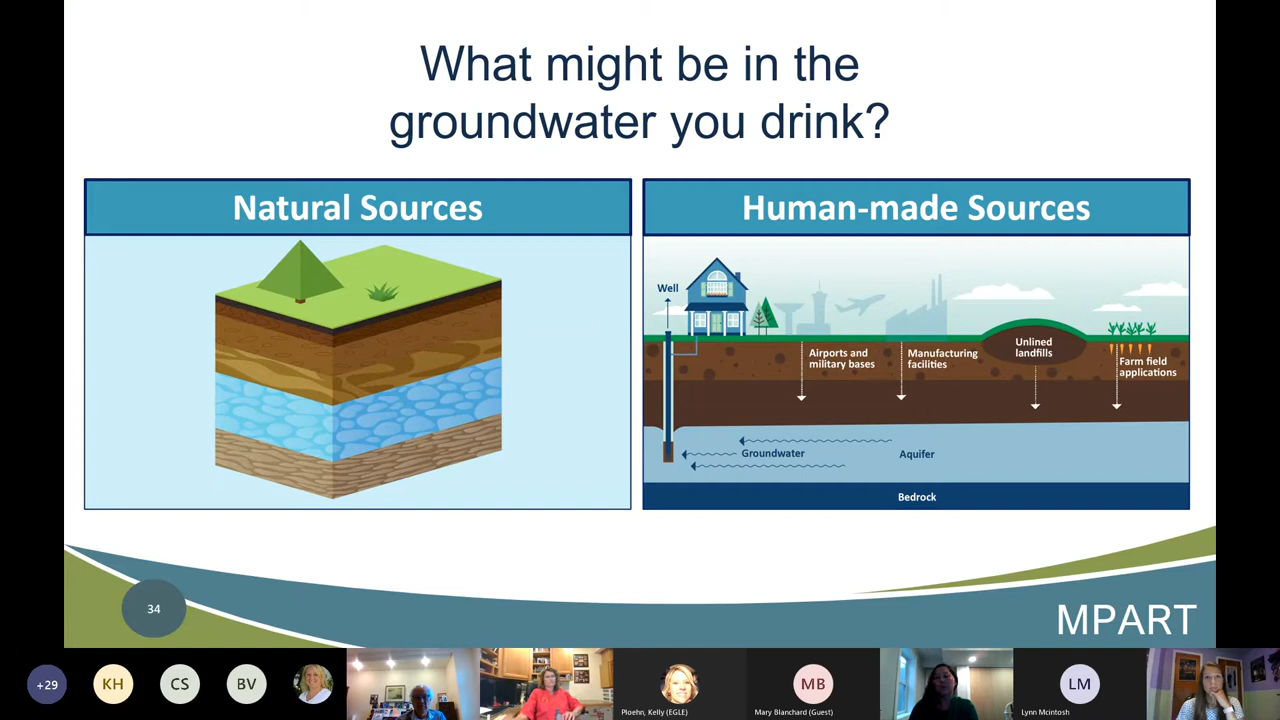 What might be in the
groundwater you drink?
Natural Sources
Human-made Sources
Well
Airports and
military bases
Manufacturing
facilities
Unlined
landfills
Farm field
applications
Groundwater
Aquifer
Bedrock
34
MPART
+29
KH
CS
BV
Ploehn, Kelly (EGLE)
MB
Mary Blanchard (Guest)
LM
Lynn Mcintosh